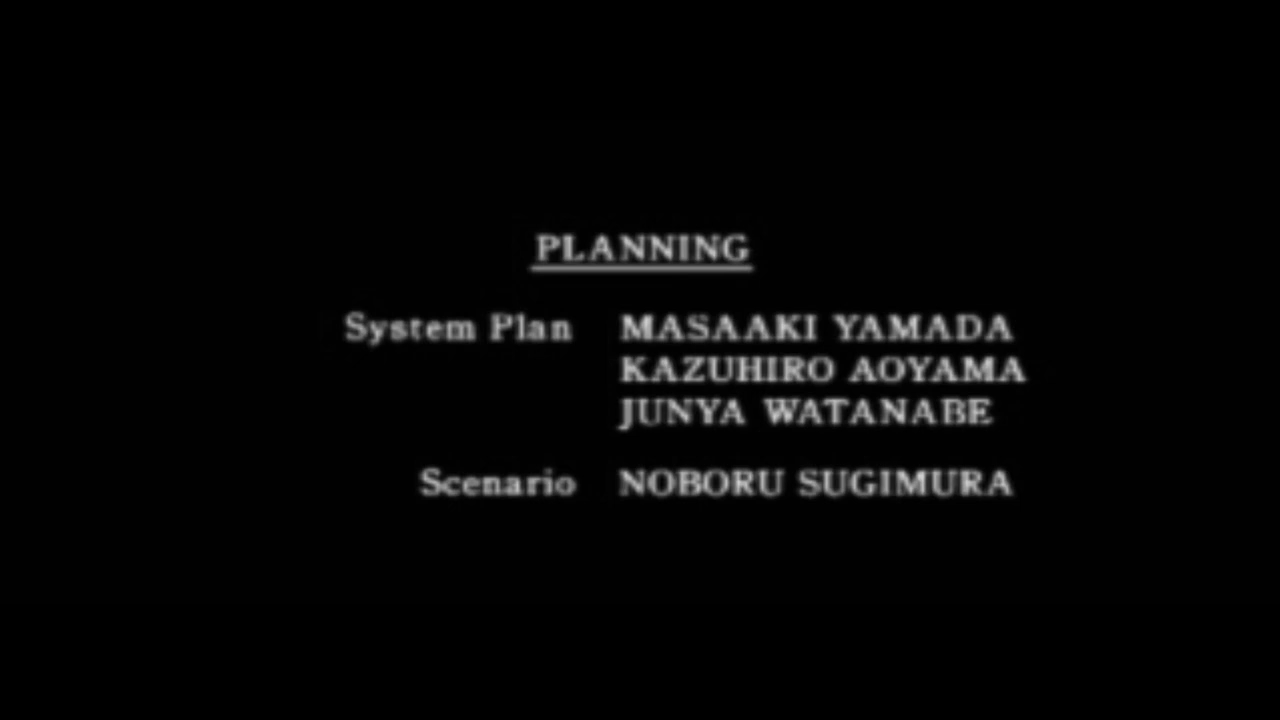 PLANNING
System Plan MASAAKI YAMADA
KAZUHIRO AOYAMA
JUNYA WATANABE
Scenario NOBORU SUGIMURA